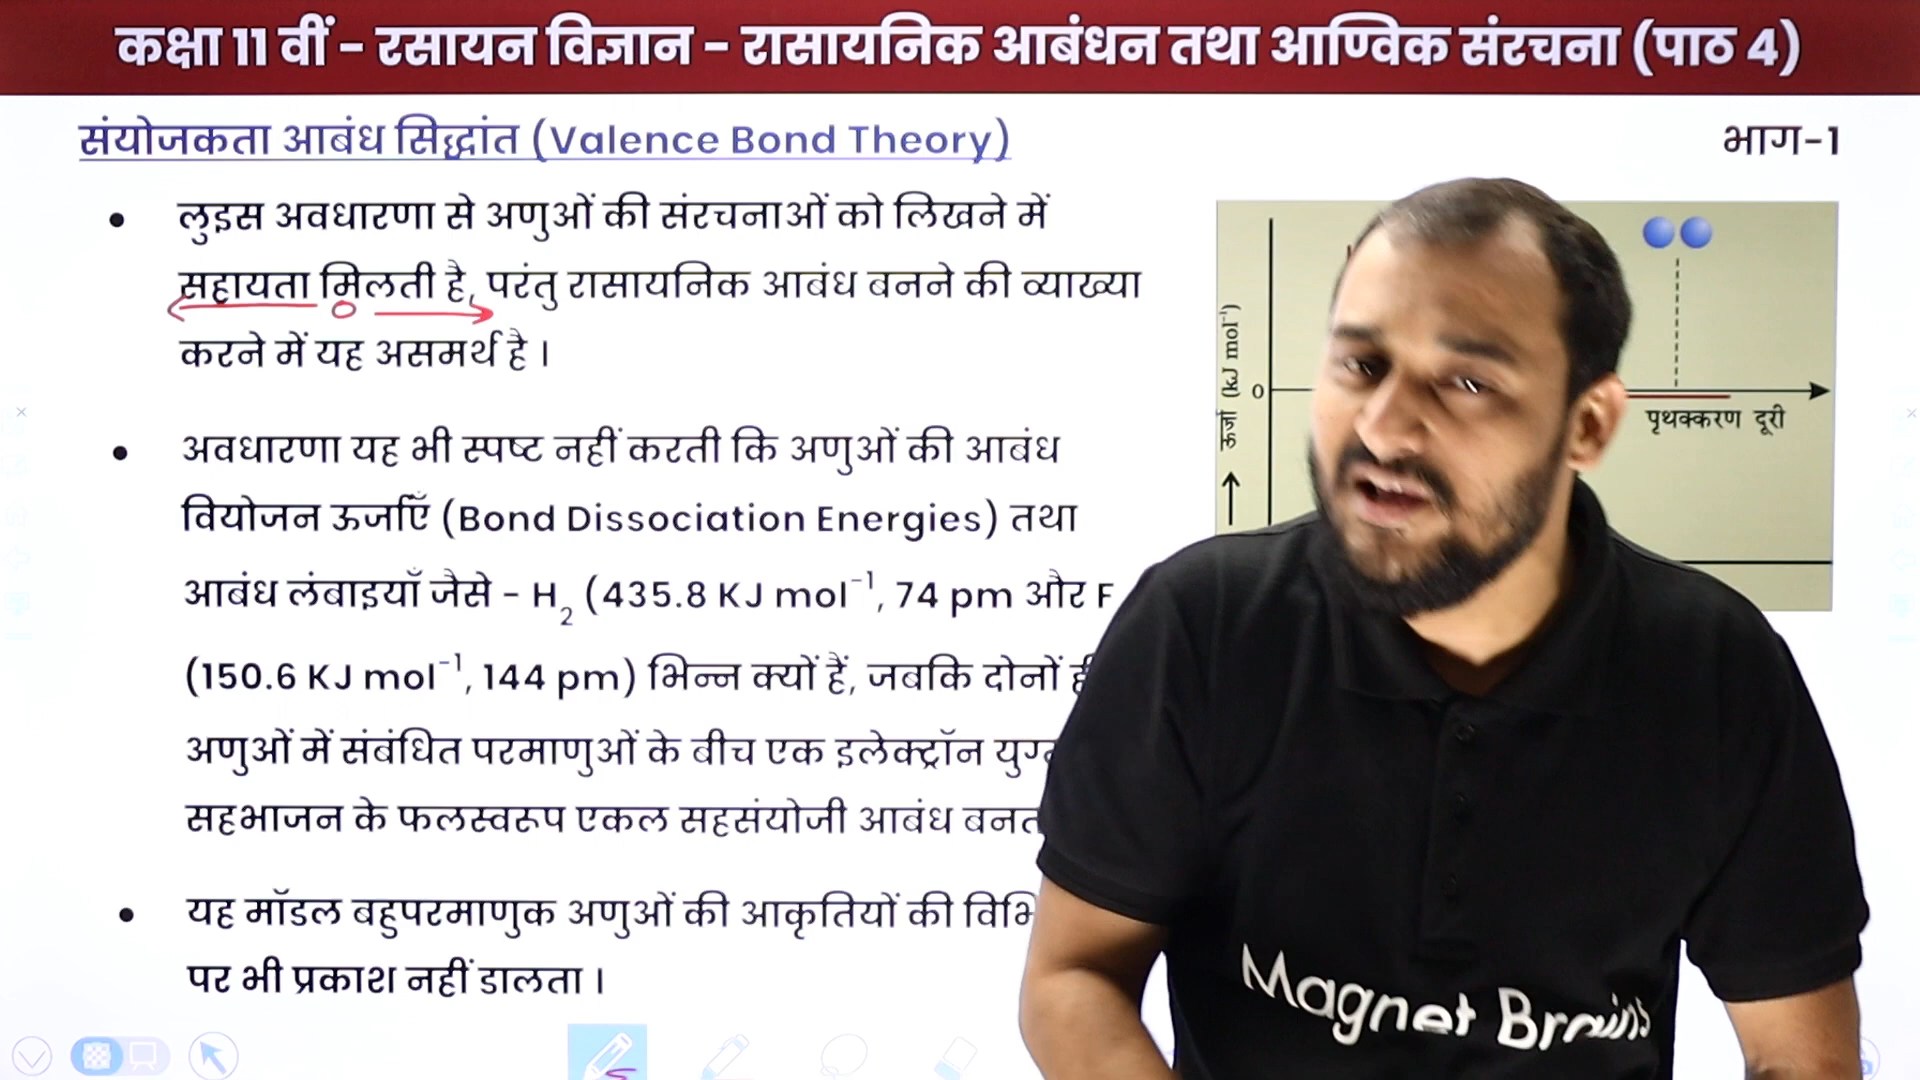 कक्षा 11 वीं - रसायन विज्ञान - रासायनिक आबंधन तथा आण्विक संरचना (पाठ 4)
संयोजकता आबंध सिद्धांत (Valence Bond Theory)
भाग-1
• लुइस अवधारणा से अणुओं की संरचनाओं को लिखने में
सहायता मिलती है, परंतु रासायनिक आबंध बनने की व्याख्या
करने में यह असमर्थ है ।
• अवधारणा यह भी स्पष्ट नहीं करती कि अणुओं की आबंध
वियोजन ऊर्जाएँ (Bond Dissociation Energies) तथा
आबंध लंबाइयाँ जैसे - H₂ (435.8 KJ mol⁻¹, 74 pm और F
(150.6 KJ mol⁻¹, 144 pm) भिन्न क्यों हैं, जबकि दोनों
अणुओं में संबंधित परमाणुओं के बीच एक इलेक्ट्रॉन
सहभाजन के फलस्वरूप एकल सहसंयोजी आबंध
• यह मॉडल बहुपरमाणुक अणुओं की आकृतियों की
पर भी प्रकाश नहीं डालता ।
ऊर्जा (kJ mol⁻¹)
0
पृथक्करण दूरी
Magnet Brains